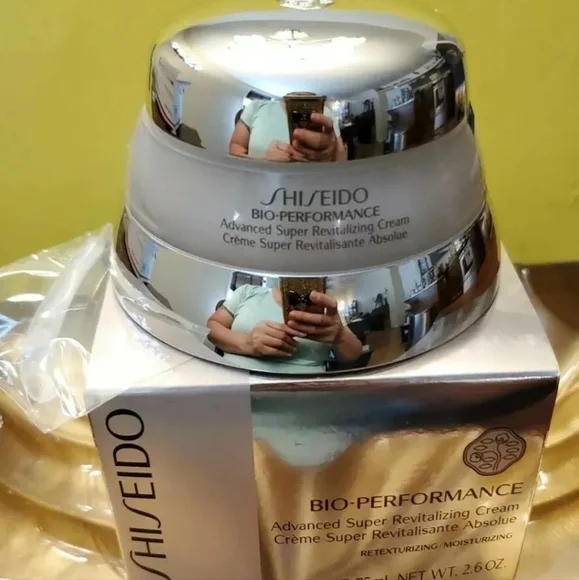 SHISEIDO
BIO-PERFORMANCE
Advanced Super Revitalizing Cream
Crème Super Revitalisante Absolue
SHISEIDO
BIO-PERFORMANCE
Advanced Super Revitalizing Cream
Crème Super Revitalisante Absolue
RETEXTURIZING/MOISTURIZING
75mL NET WT. 2.6 OZ.